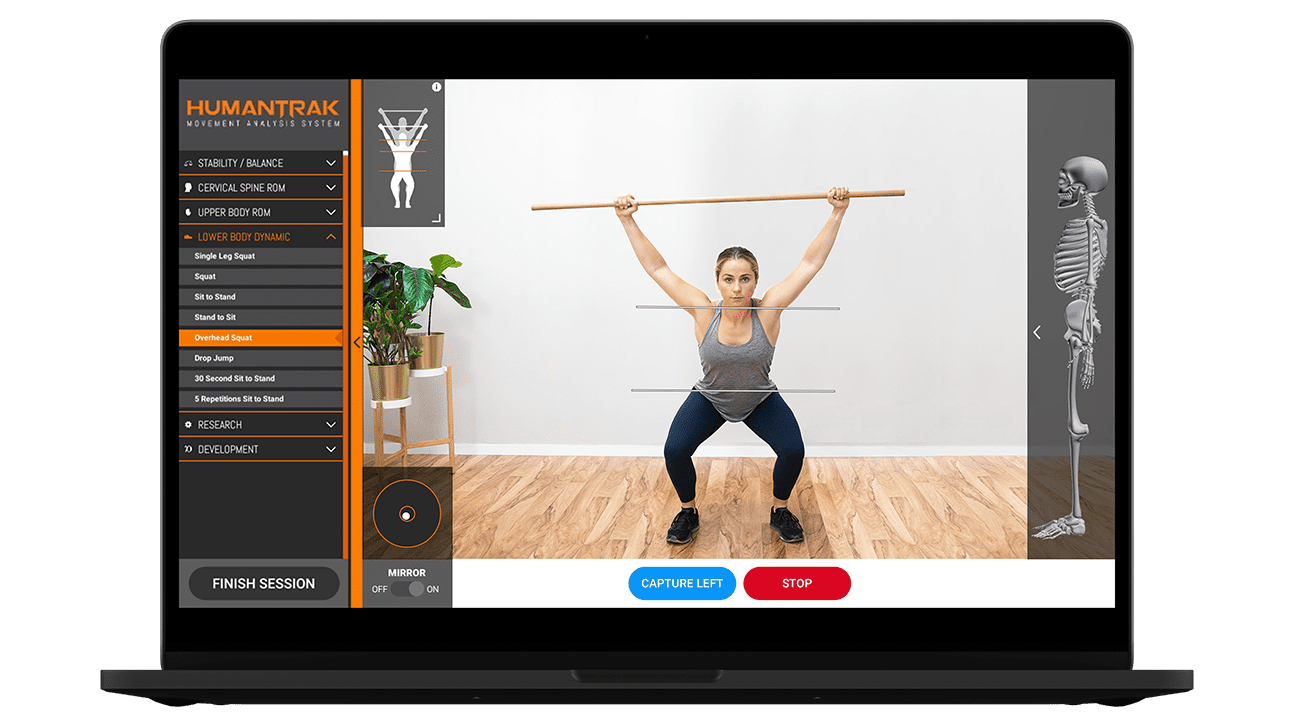 HUMANTRAK
MOVEMENT ANALYSIS SYSTEM
STABILITY / BALANCE
CERVICAL SPINE ROM
UPPER BODY ROM
LOWER BODY DYNAMIC
Single Leg Squat
Squat
Sit to Stand
Stand to Sit
Overhead Squat
Drop Jump
30 Second Sit to Stand
5 Repetitions Sit to Stand
RESEARCH
DEVELOPMENT
FINISH SESSION
MIRROR
OFF ON
CAPTURE LEFT
STOP